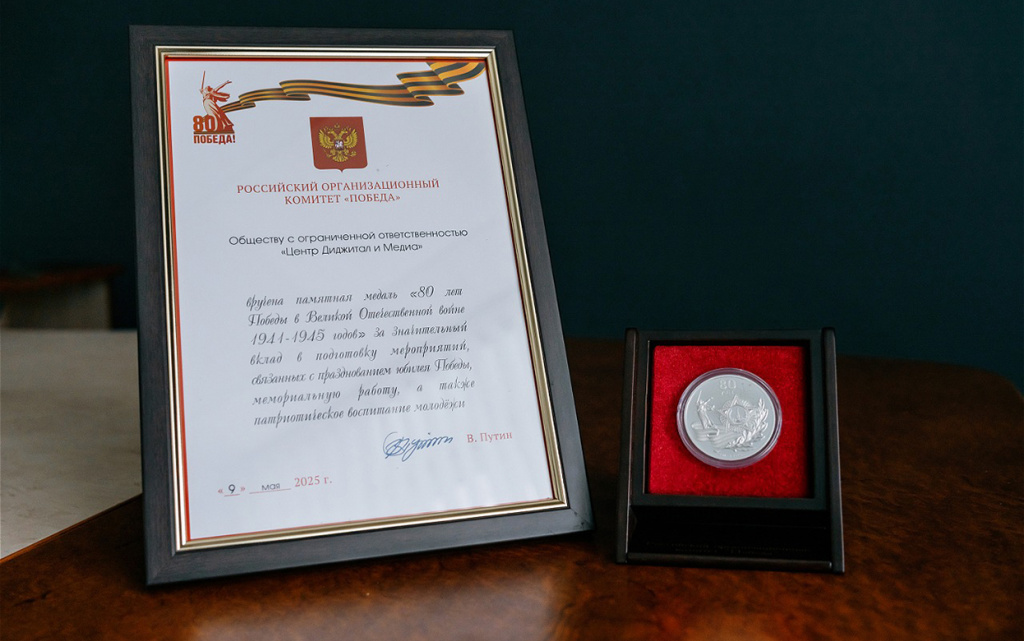 80
ПОБЕДА!
РОССИЙСКИЙ ОРГАНИЗАЦИОННЫЙ
КОМИТЕТ «ПОБЕДА»
Обществу с ограниченной ответственностью
«Центр Диджитал и Медиа»
вручена памятная медаль «80 лет
Победы в Великой Отечественной войне
1941-1945 годов» за значительный
вклад в подготовку мероприятий,
связанных с празднованием юбилея Победы,
мемориальную работу, а также
патриотическое воспитание молодёжи
В. Путин
«9» мая 2025 г.
80